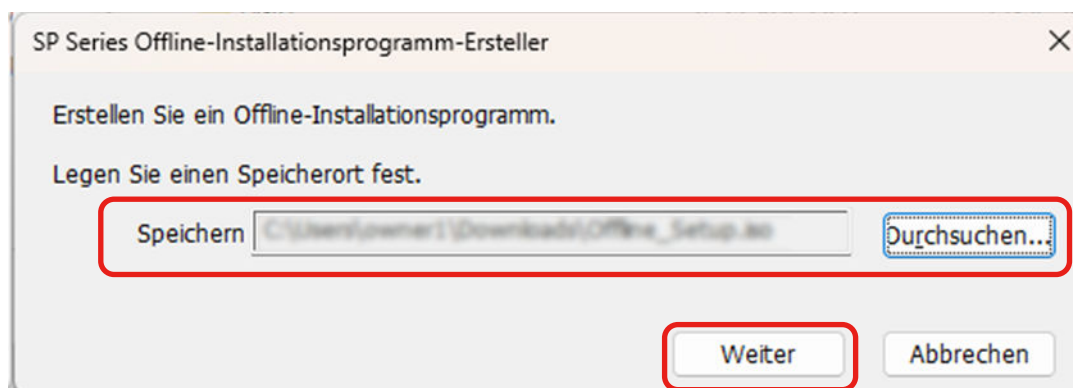 SP Series Offline-Installationsprogramm-Ersteller
Erstellen Sie ein Offline-Installationsprogramm.
Legen Sie einen Speicherort fest.
Speichern Durchsuchen...
Weiter Abbrechen